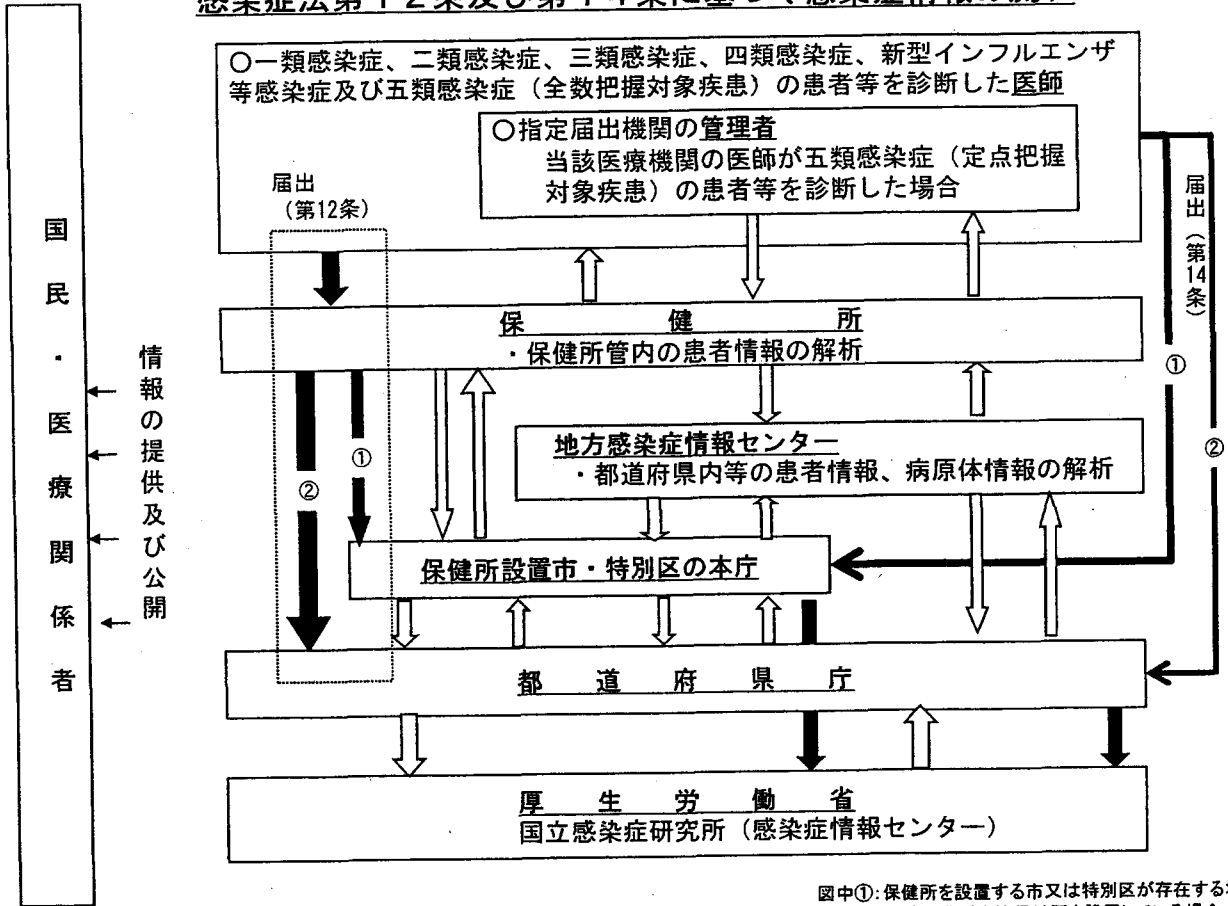 感染症法第12条及び第14条に基づく感染症情報の
○一類感染症、二類感染症、三類感染症、四類感染症、新型インフルエンザ
等感染症及び五類感染症（全数把握対象疾患）の患者等を診断した医師
○指定届出機関の管理者
当該医療機関の医師が五類感染症（定点把握
対象疾患）の患者等を診断した場合
届出
（第12条）
届出（第14条）
保健所
・保健所管内の患者情報の解析
①
②
①
②
地方感染症情報センター
・都道府県内等の患者情報、病原体情報の解析
保健所設置市・特別区の本庁
都道府県庁
厚生労働省
国立感染症研究所（感染症情報センター）
国民・医療関係者
情報の提供及び公開
図中①：保健所を設置する市又は特別区が存在する